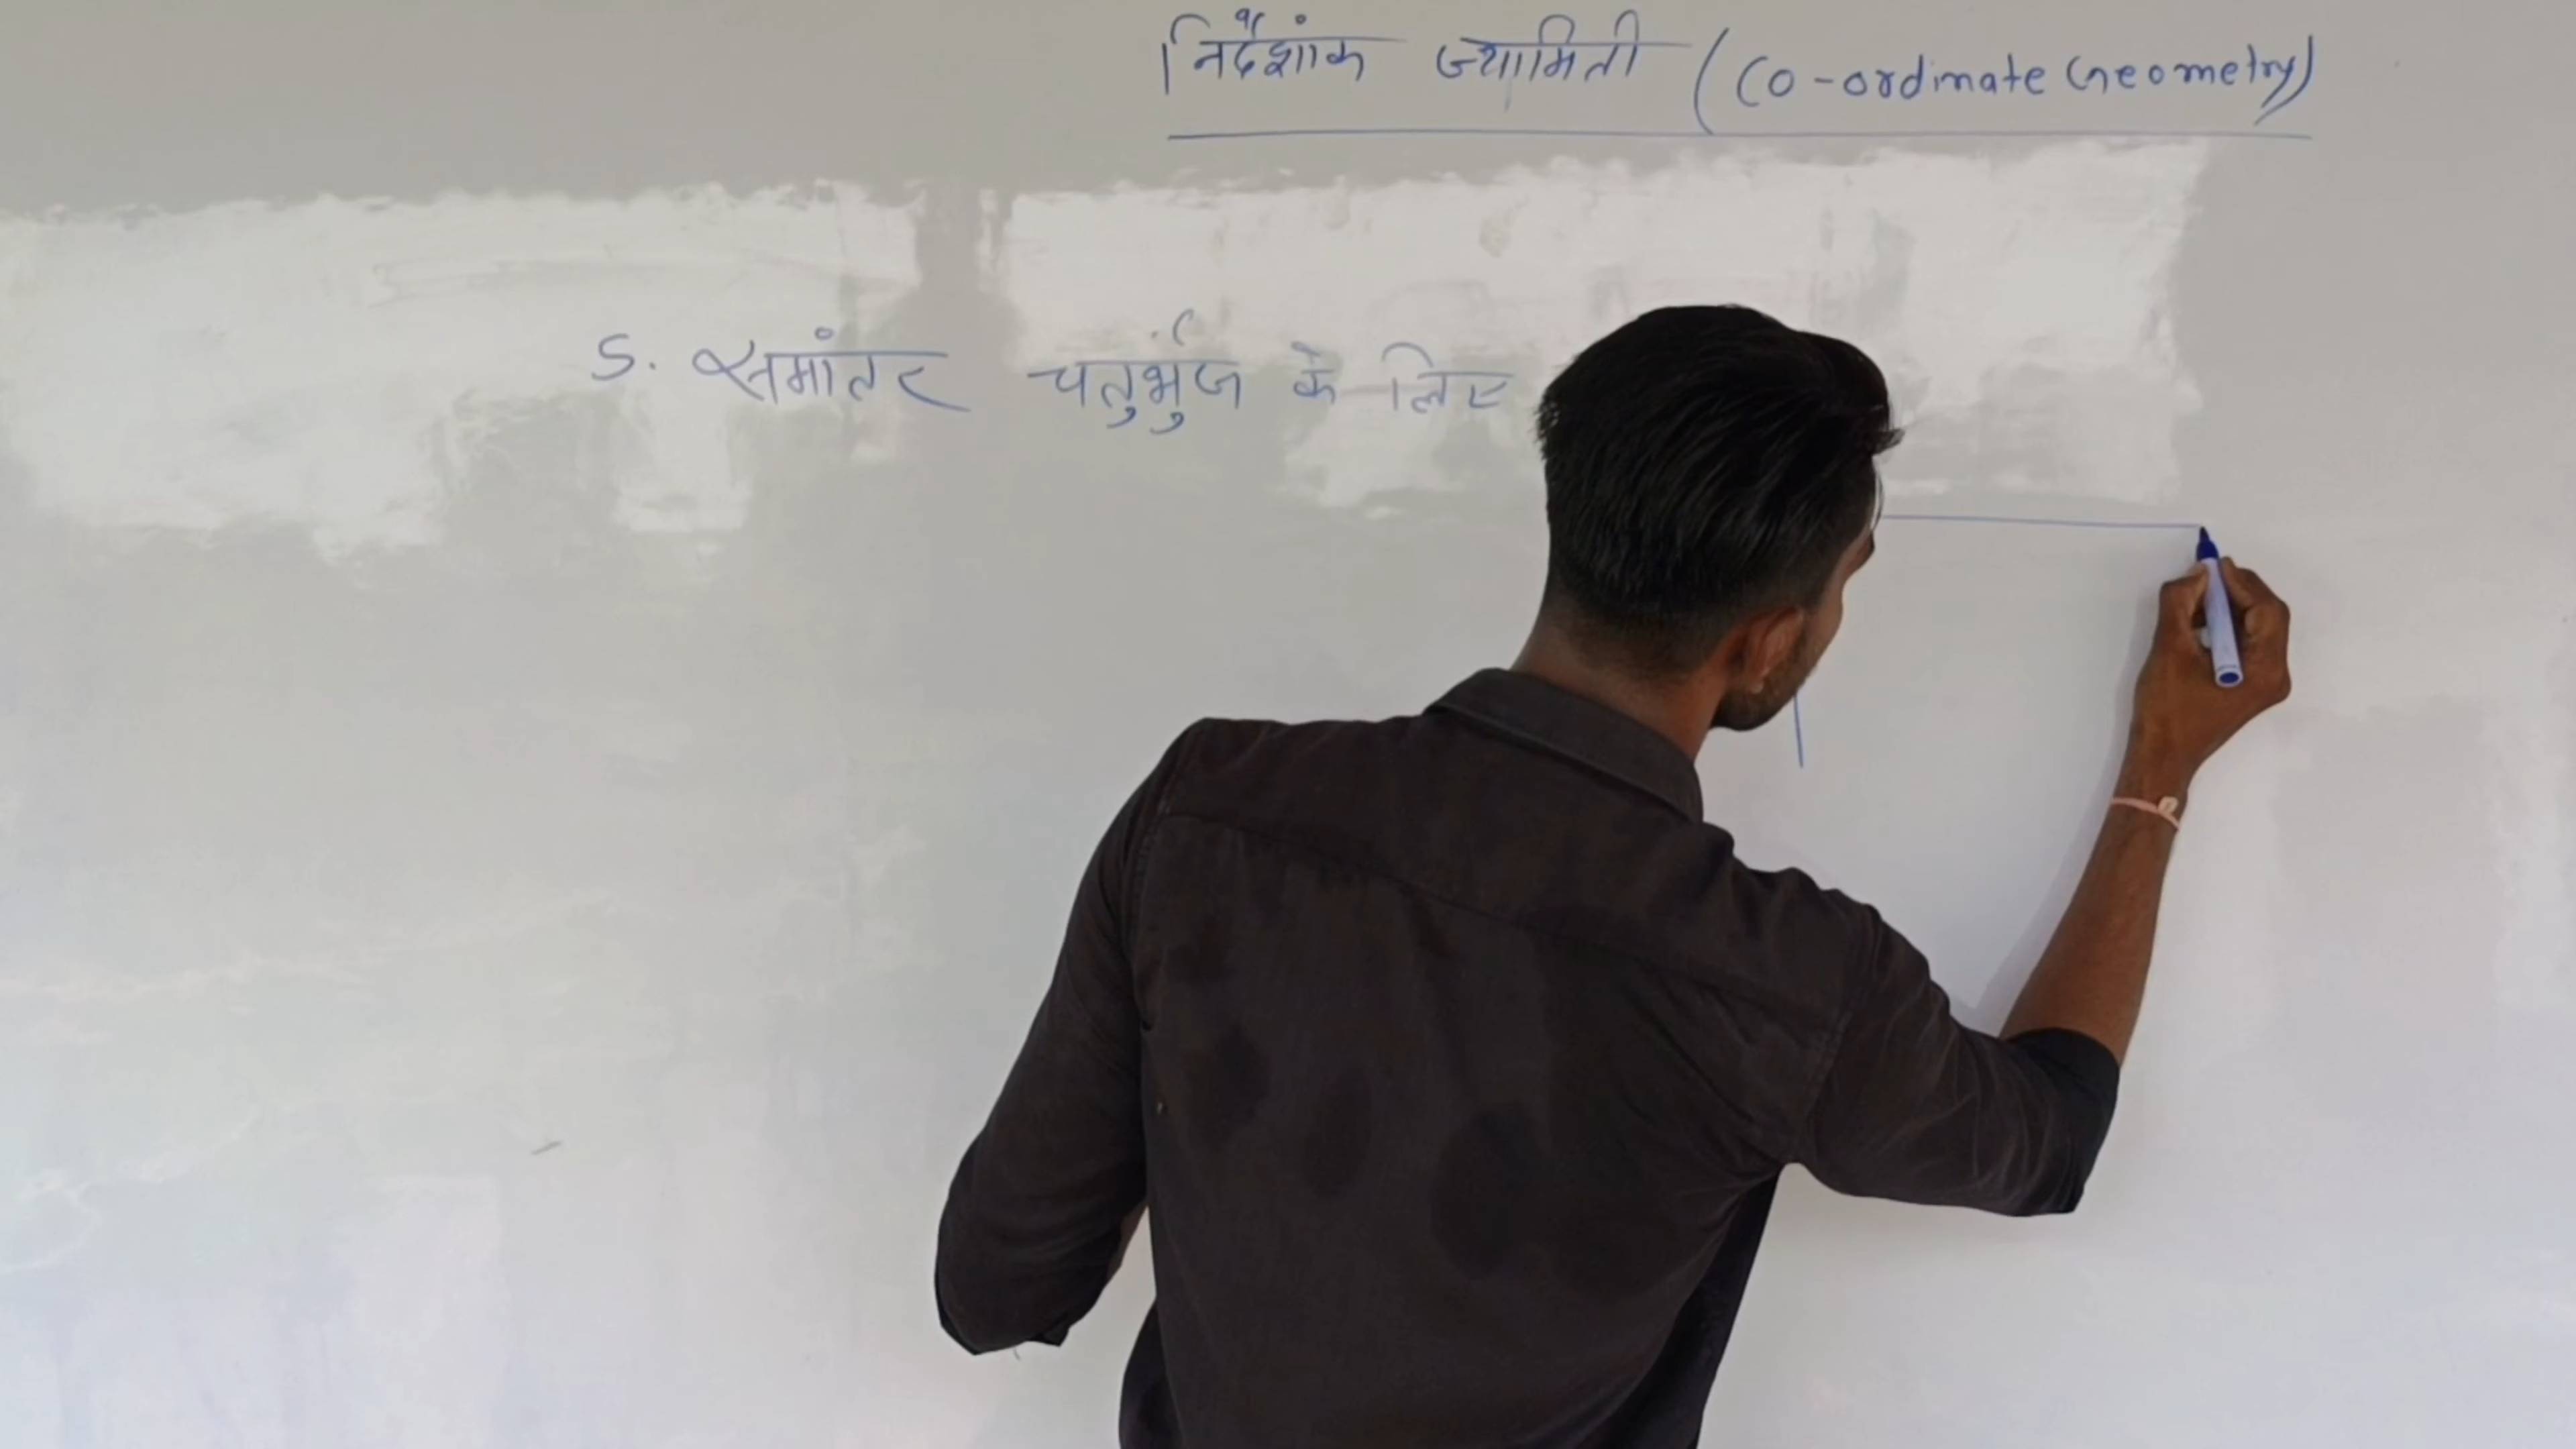 निर्देशांक ज्यामिती (Co-ordinate Geometry)
5. समांतर चतुर्भुज के लिए